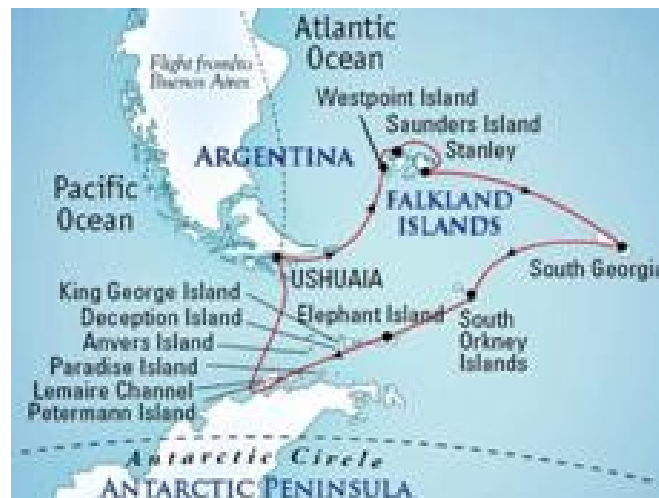 Atlantic
Ocean
Flight from/to
Buenos Aires
Westpoint Island
Saunders Island
Stanley
ARGENTINA
Pacific
Ocean
FALKLAND
ISLANDS
USHUAIA
South Georgia
King George Island
Deception Island
Elephant Island
South
Orkney
Islands
Anvers Island
Paradise Island
Lemaire Channel
Petermann Island
Antarctic Circle
ANTARCTIC PENINSULA